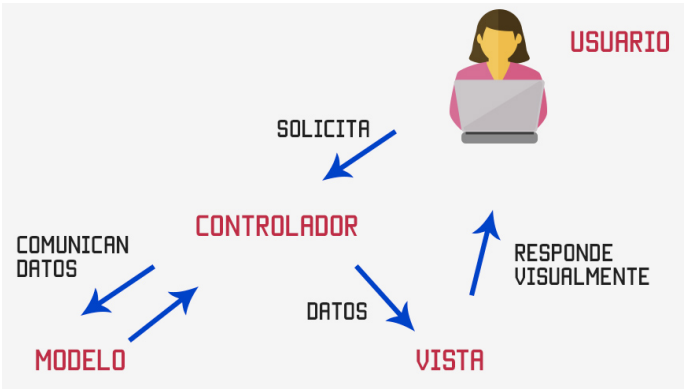 USUARIO
SOLICITA
CONTROLADOR
COMUNICAN
DATOS
RESPONDE
VISUALMENTE
DATOS
MODELO
VISTA